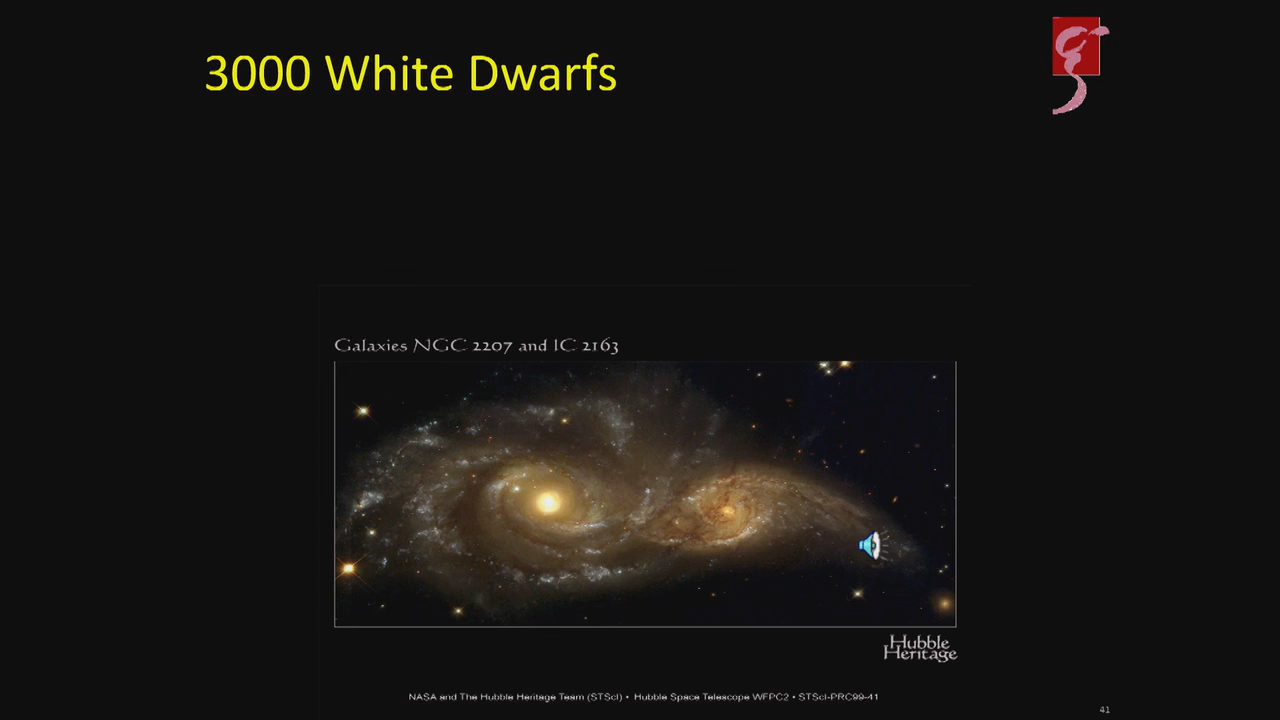 3000 White Dwarfs
Galaxies NGC 2207 and IC 2163
Hubble
Heritage
NASA and The Hubble Heritage Team (STScI) • Hubble Space Telescope WFPC2 • STScI-PRC99-41
41